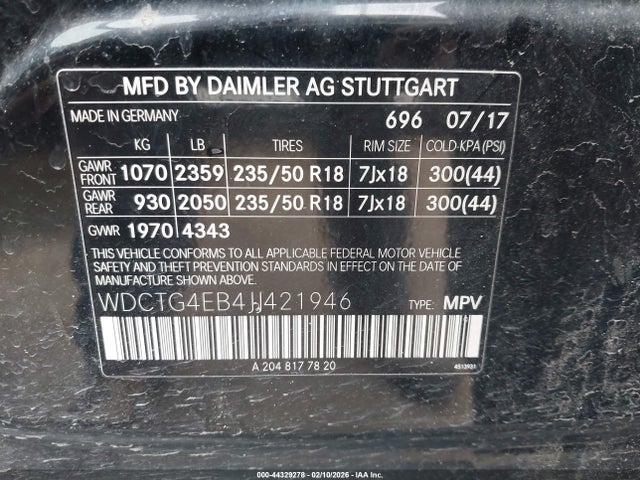 MFD BY DAIMLER AG STUTTGART
MADE IN GERMANY 696 07/17
KG LB TIRES RIM SIZE COLD-KPA (PSI)
GAWR FRONT 1070 2359 235/50 R18 7Jx18 300(44)
GAWR REAR 930 2050 235/50 R18 7Jx18 300(44)
GVWR 1970 4343
THIS VEHICLE CONFORMS TO ALL APPLICABLE FEDERAL MOTOR VEHICLE
SAFETY AND THEFT PREVENTION STANDARDS IN EFFECT ON THE DATE
OF MANUFACTURE.
WDCTG4EB4JJ421946 TYPE: MPV
A 204 817 78 20 4513931
000-44329278 - 02/10/2026 - IAA Inc.